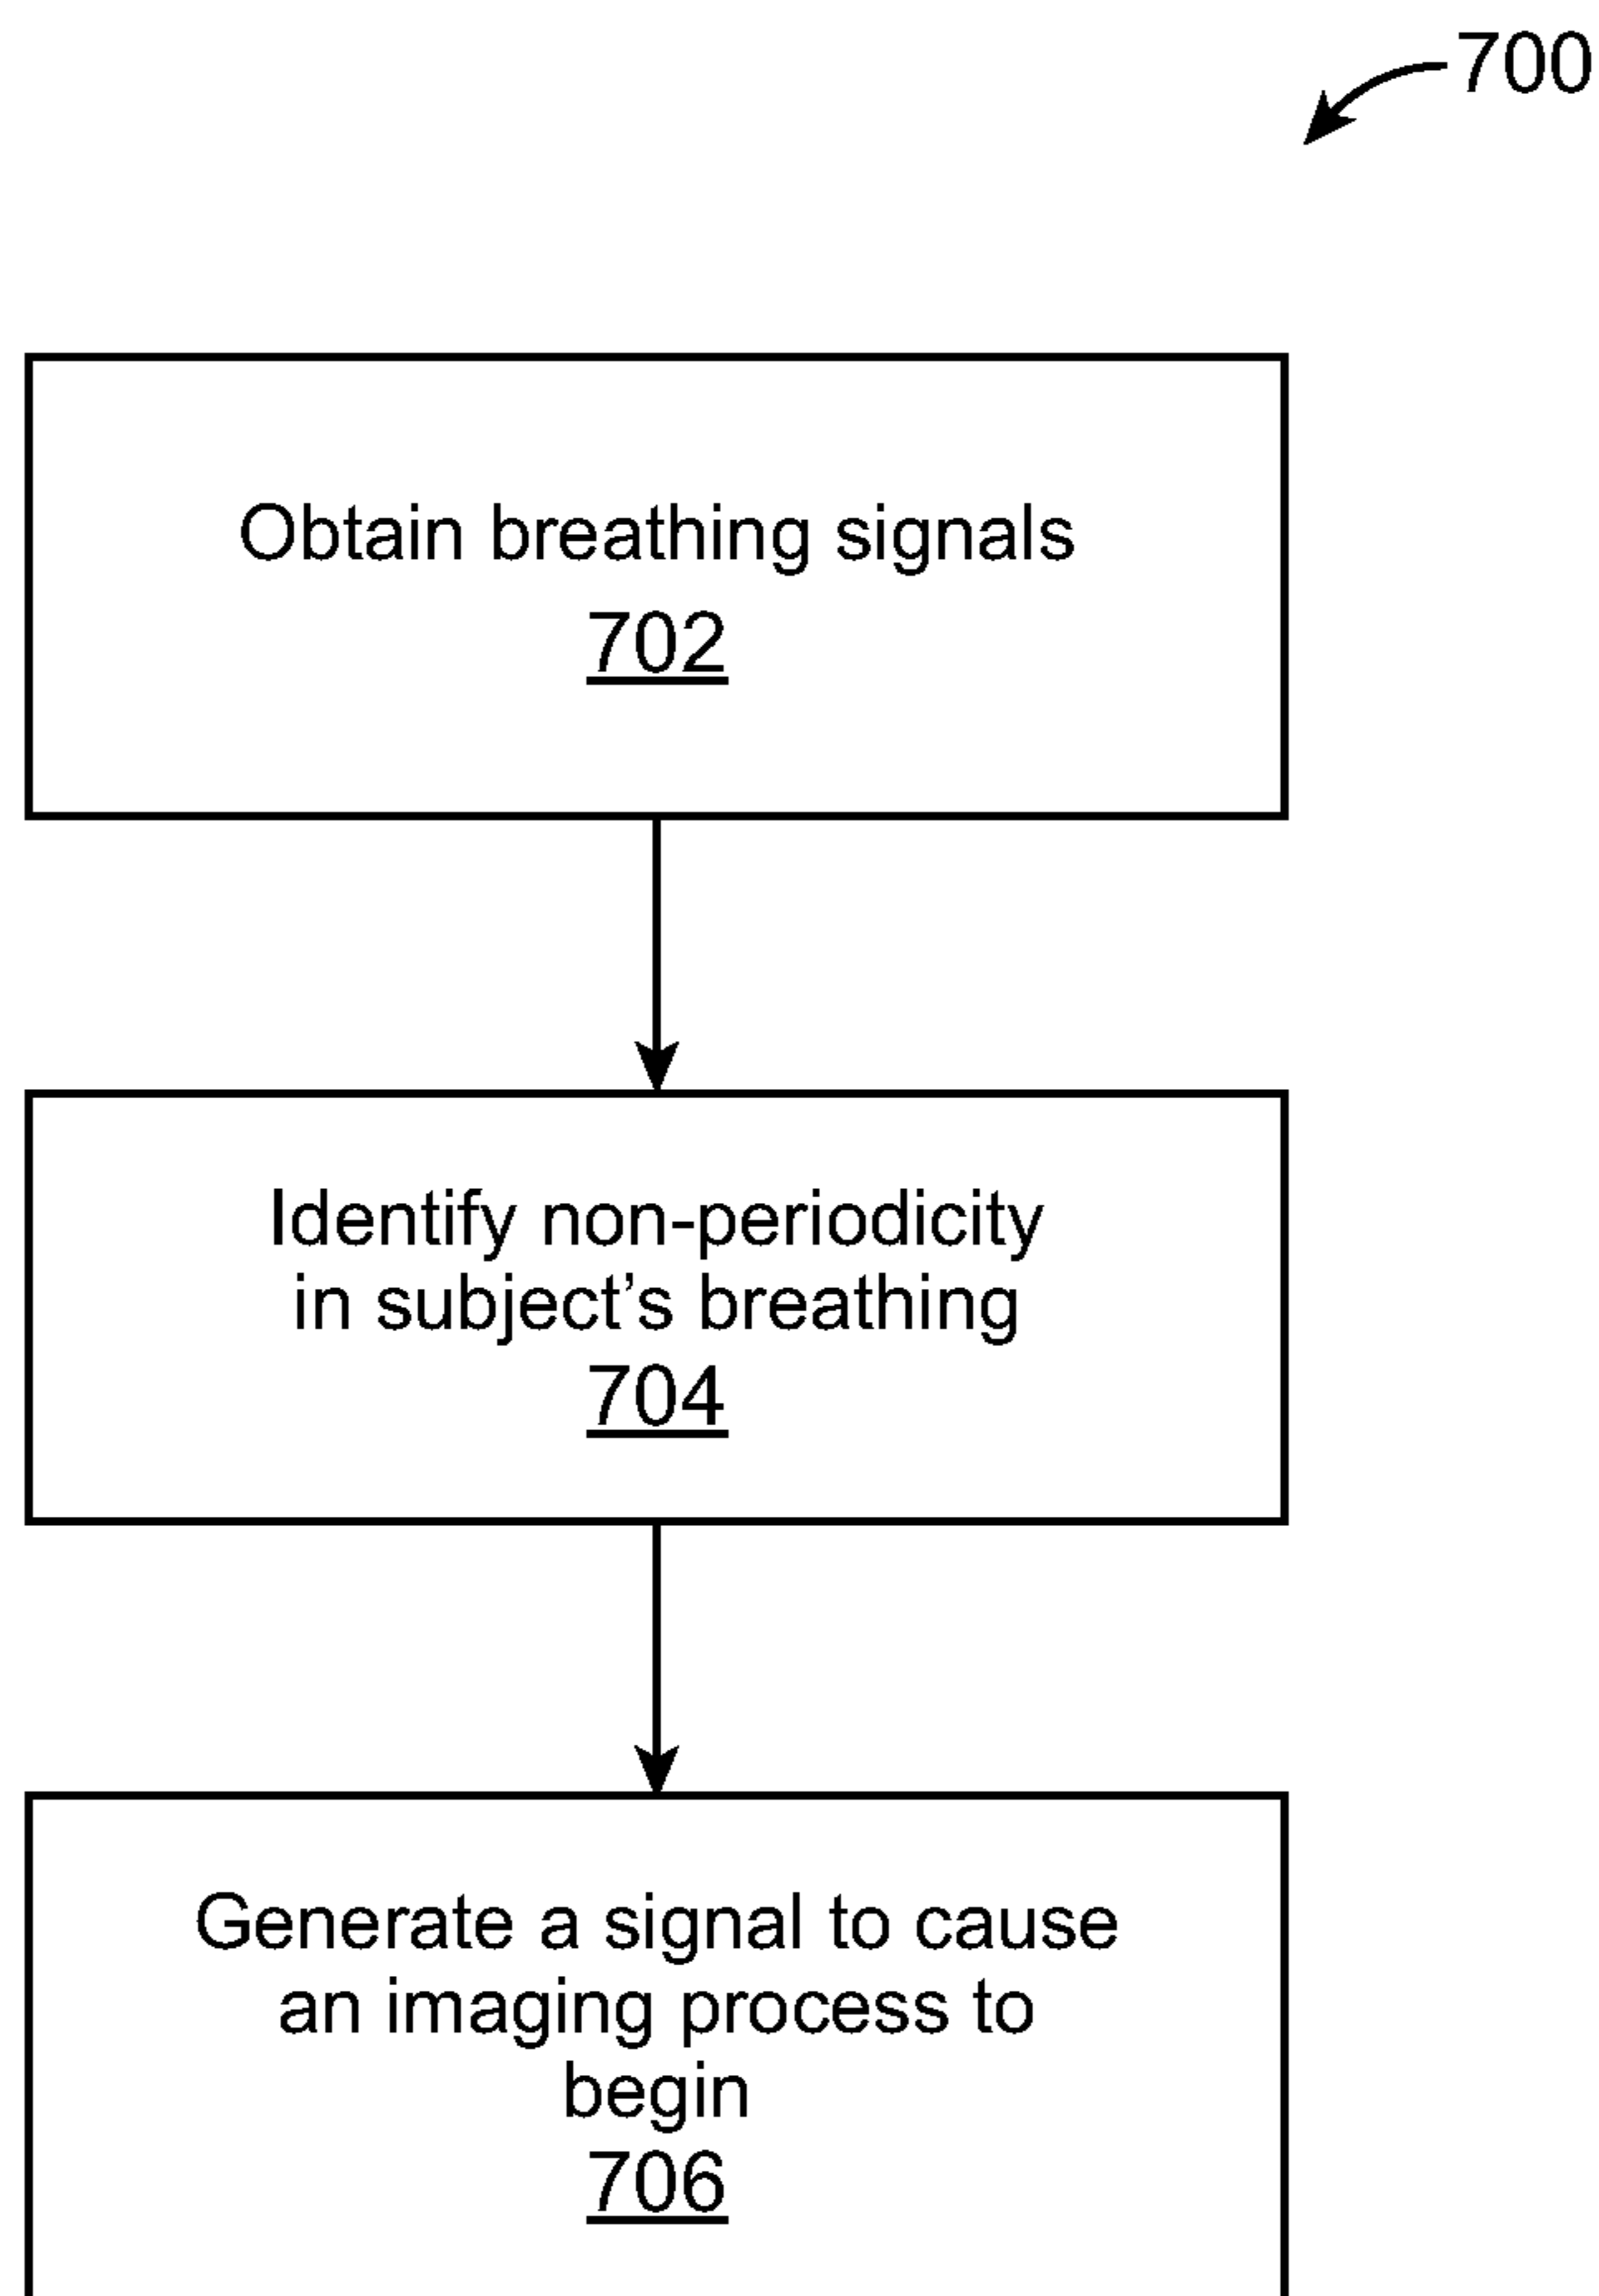 700
Obtain breathing signals
702
Identify non-periodicity
in subject's breathing
704
Generate a signal to cause
an imaging process to
begin
706